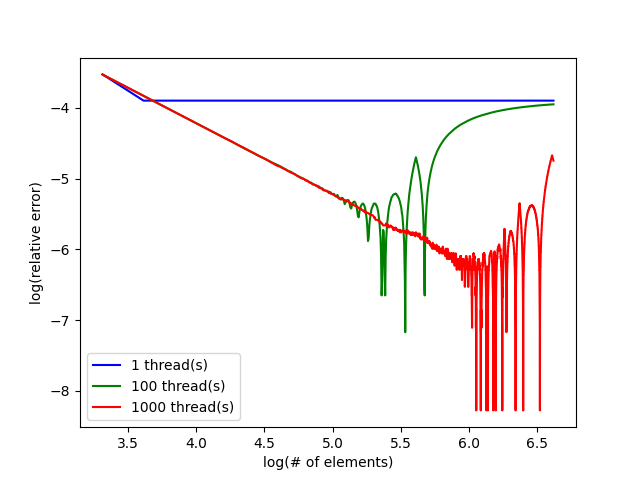 −4
−5
−6
−7
−8
log(relative error)
1 thread(s)
100 thread(s)
1000 thread(s)
3.5 4.0 4.5 5.0 5.5 6.0 6.5
log(# of elements)